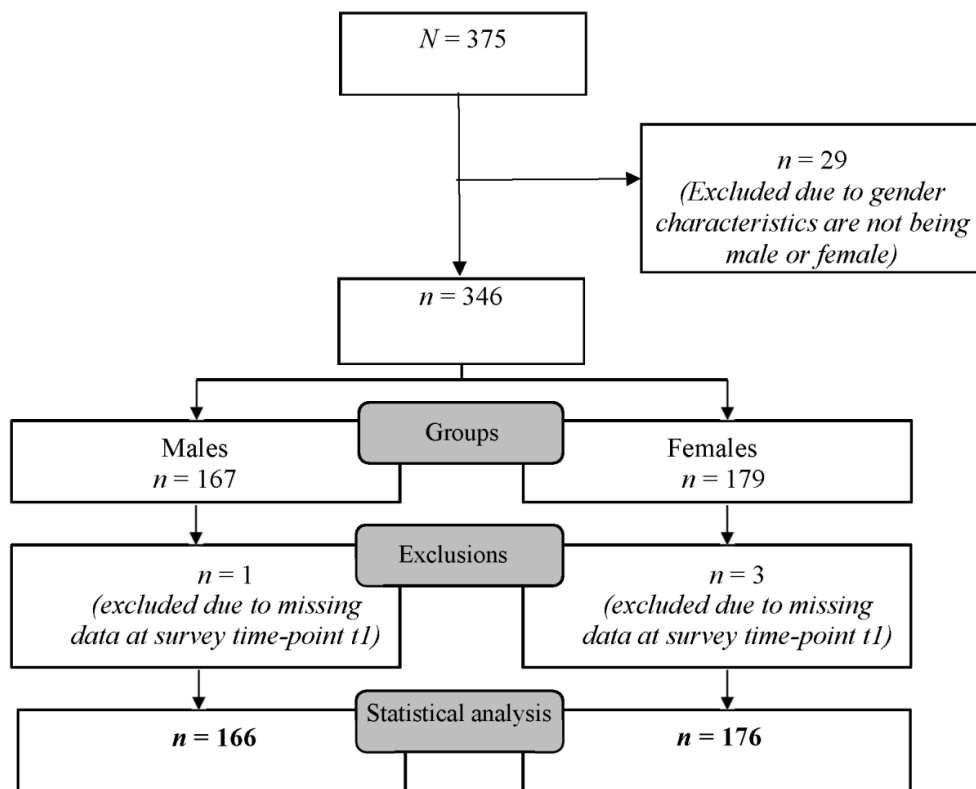 N = 375
n = 29
(Excluded due to gender
characteristics are not being
male or female)
n = 346
Groups
Males
n = 167
Females
n = 179
Exclusions
n = 1
(excluded due to missing
data at survey time-point t1)
n = 3
(excluded due to missing
data at survey time-point t1)
Statistical analysis
n = 166
n = 176